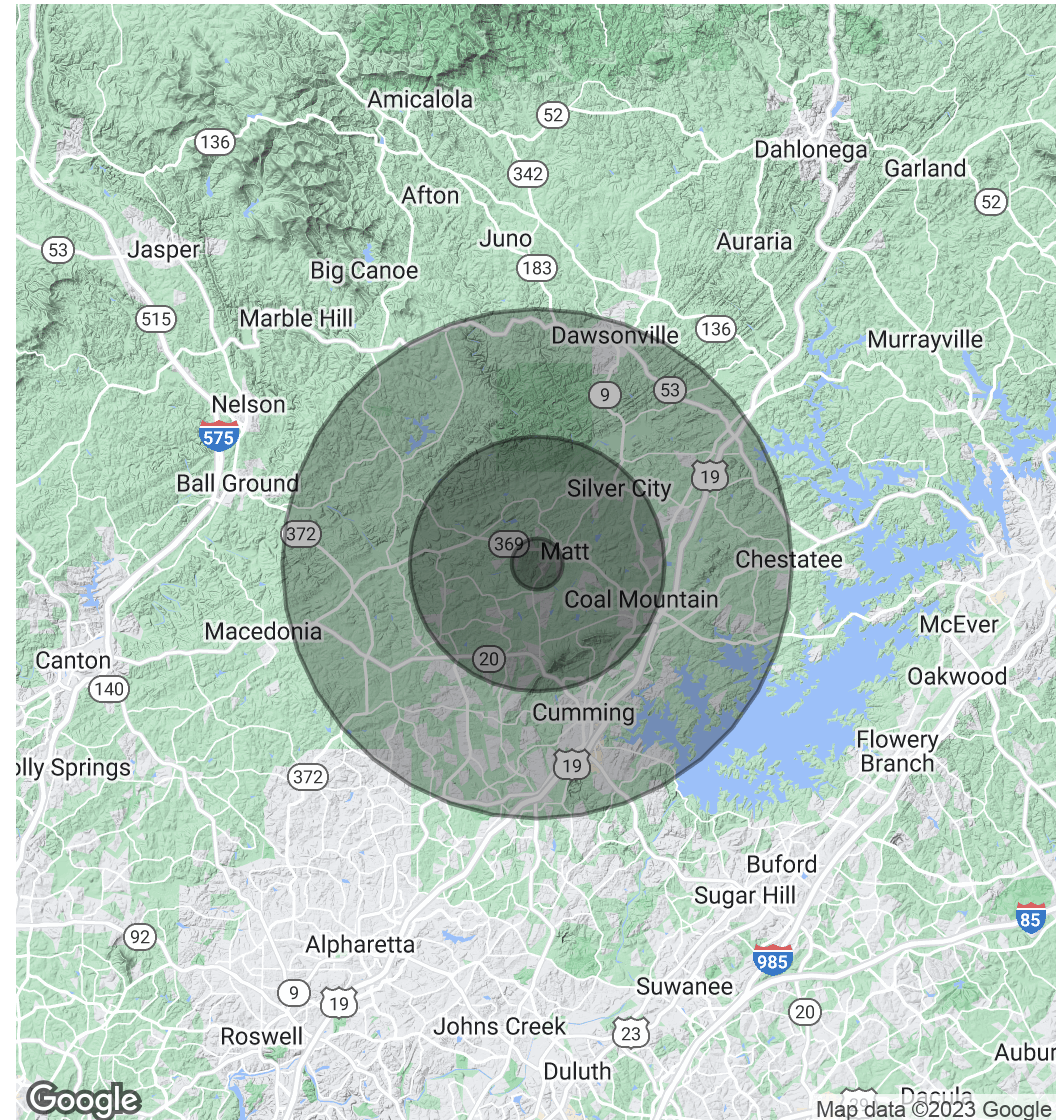 Amicalola
52
136
Dahlonega
342
Garland
Afton
52
Juno
Auraria
53
Jasper
183
Big Canoe
515
Marble Hill
136
Dawsonville
Murrayville
9
53
Nelson
575
19
Ball Ground
Silver City
372
369
Matt
Chestatee
Coal Mountain
McEver
Macedonia
20
Canton
Oakwood
140
Cumming
Flowery
Branch
19
olly Springs
372
Buford
Sugar Hill
85
92
Alpharetta
985
Suwanee
9
19
20
Johns Creek
23
Roswell
Aubur
Duluth
Dacula
Google
Map data ©2023 Google